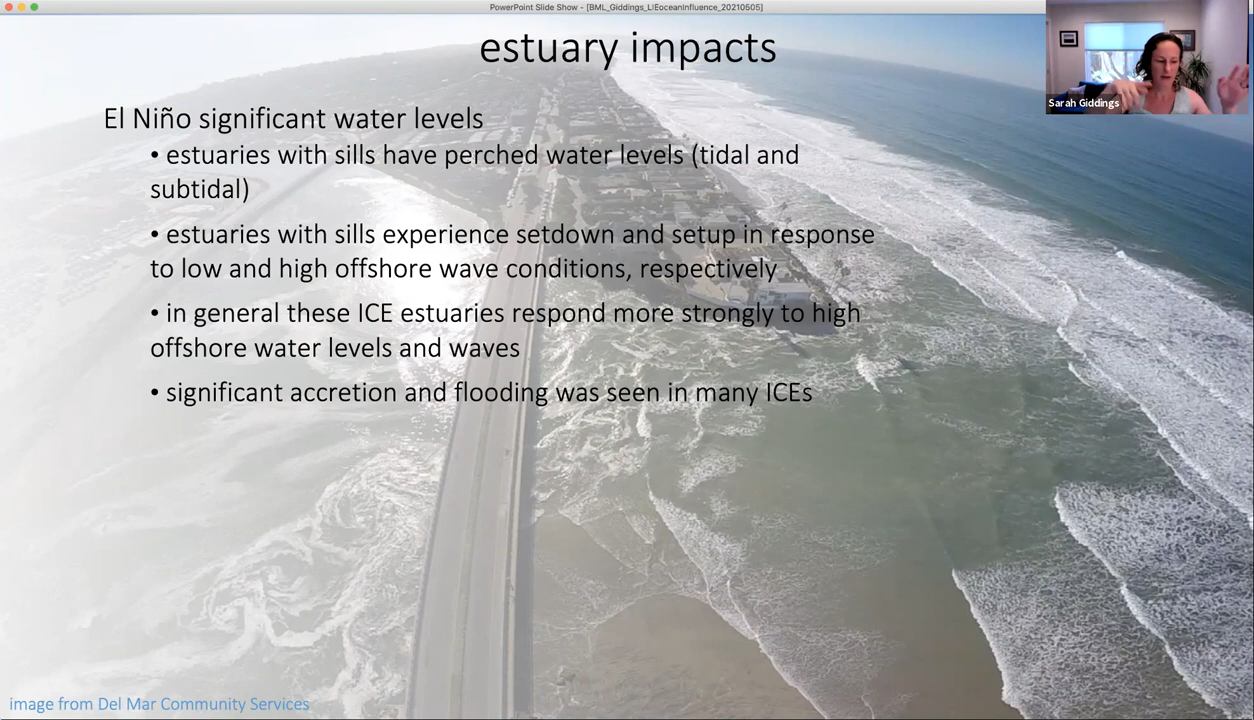 PowerPoint Slide Show - [BML_Giddings_LIEoceanInfluence_20210505]
estuary impacts
Sarah Giddings
El Niño significant water levels
• estuaries with sills have perched water levels (tidal and
subtidal)
• estuaries with sills experience setdown and setup in response
to low and high offshore wave conditions, respectively
• in general these ICE estuaries respond more strongly to high
offshore water levels and waves
• significant accretion and flooding was seen in many ICEs
image from Del Mar Community Services